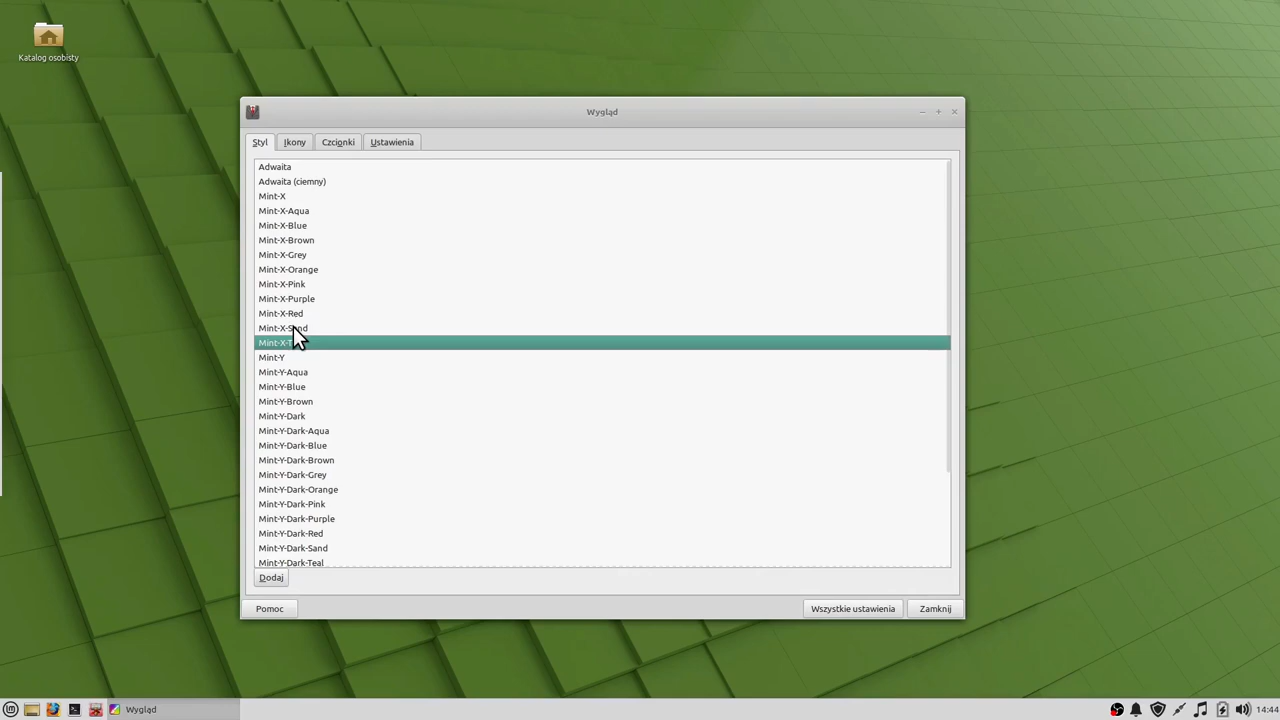 Katalog osobisty
Wygląd
Styl Ikony Czcionki Ustawienia
Adwaita
Adwaita (ciemny)
Mint-X
Mint-X-Aqua
Mint-X-Blue
Mint-X-Brown
Mint-X-Grey
Mint-X-Orange
Mint-X-Pink
Mint-X-Purple
Mint-X-Red
Mint-X-Sand
Mint-Y
Mint-Y-Aqua
Mint-Y-Blue
Mint-Y-Brown
Mint-Y-Dark
Mint-Y-Dark-Aqua
Mint-Y-Dark-Blue
Mint-Y-Dark-Brown
Mint-Y-Dark-Grey
Mint-Y-Dark-Orange
Mint-Y-Dark-Pink
Mint-Y-Dark-Purple
Mint-Y-Dark-Red
Mint-Y-Dark-Sand
Mint-Y-Dark-Teal
Dodaj
Pomoc Wszystkie ustawienia Zamknij
Wygląd 14:44